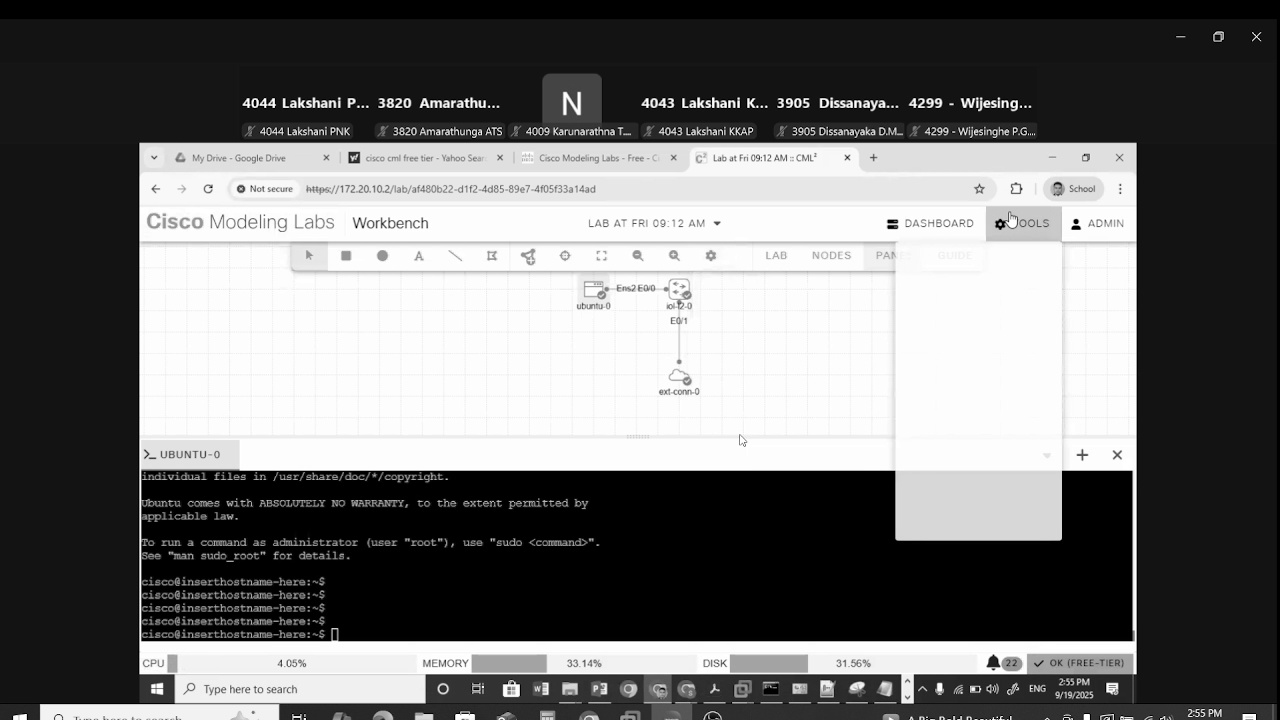 4044 Lakshani P... 3820 Amarathu... N 4043 Lakshani K... 3905 Dissanaya... 4299 - Wijesing...
4044 Lakshani PNK 3820 Amarathunga ATS 4009 Karunarathna T... 4043 Lakshani KKAP 3905 Dissanayaka D.M... 4299 - Wijesinghe P.G....
My Drive - Google Drive cisco cml free tier - Yahoo Sear Cisco Modeling Labs - Free - C Lab at Fri 09:12 AM :: CML²
Not secure https://172.20.10.2/lab/af480b22-d1f2-4d85-89e7-4f05f33a14ad School
Cisco Modeling Labs Workbench LAB AT FRI 09:12 AM DASHBOARD TOOLS ADMIN
A LAB NODES GUIDE
Ens2 E0/0
ubuntu-0 iol-l2-0
E0/1
ext-conn-0
UBUNTU-0
individual files in /usr/share/doc/*/copyright.
Ubuntu comes with ABSOLUTELY NO WARRANTY, to the extent permitted by
applicable law.
To run a command as administrator (user "root"), use "sudo <command>".
See "man sudo_root" for details.
cisco@inserthostname-here:~$
cisco@inserthostname-here:~$
cisco@inserthostname-here:~$
cisco@inserthostname-here:~$
cisco@inserthostname-here:~$
CPU 4.05% MEMORY 33.14% DISK 31.56% 22 OK (FREE-TIER)
Type here to search ENG 2:55 PM
9/19/2025
Type here to search A Big Bold Beautiful 2:55 PM